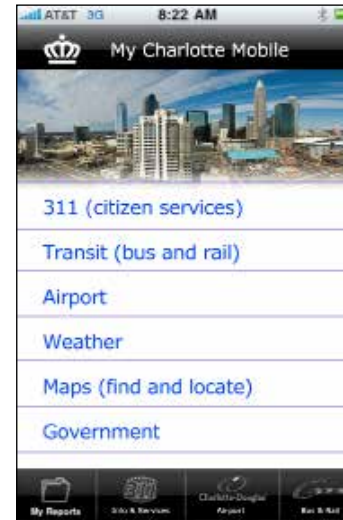 AT&T 3G 8:22 AM
My Charlotte Mobile
311 (citizen services)
Transit (bus and rail)
Airport
Weather
Maps (find and locate)
Government
My Reports Info & Services Charlotte-Douglas Airport Bus & Rail